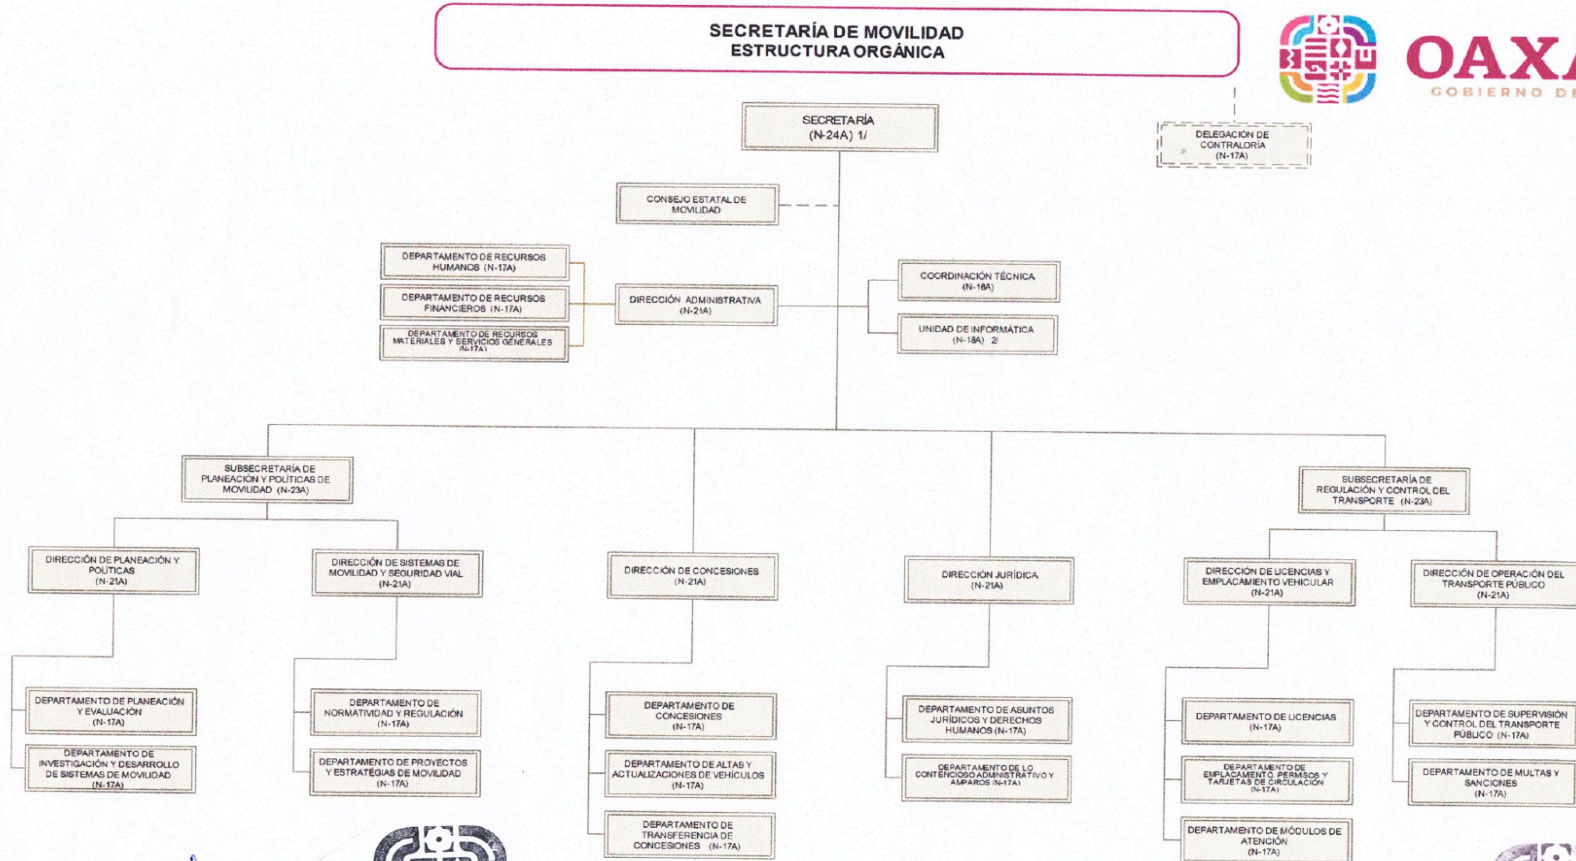 SECRETARÍA DE MOVILIDAD
ESTRUCTURA ORGÁNICA
OAXA
GOBIERNO DE
SECRETARÍA
(N-24A) 1/
DELEGACIÓN DE
CONTRALORÍA
(N-17A)
CONSEJO ESTATAL DE
MOVILIDAD
DEPARTAMENTO DE RECURSOS
HUMANOS (N-17A)
DEPARTAMENTO DE RECURSOS
FINANCIEROS (N-17A)
DEPARTAMENTO DE RECURSOS
MATERIALES Y SERVICIOS GENERALES
(N-17A)
DIRECCIÓN ADMINISTRATIVA
(N-21A)
COORDINACIÓN TÉCNICA
(N-18A)
UNIDAD DE INFORMÁTICA
(N-18A) 2/
SUBSECRETARÍA DE
PLANEACIÓN Y POLÍTICAS DE
MOVILIDAD (N-23A)
SUBSECRETARÍA DE
REGULACIÓN Y CONTROL DEL
TRANSPORTE (N-23A)
DIRECCIÓN DE PLANEACIÓN Y
POLÍTICAS
(N-21A)
DIRECCIÓN DE SISTEMAS DE
MOVILIDAD Y SEGURIDAD VIAL
(N-21A)
DIRECCIÓN DE CONCESIONES
(N-21A)
DIRECCIÓN JURÍDICA
(N-21A)
DIRECCIÓN DE LICENCIAS Y
EMPLACAMIENTO VEHICULAR
(N-21A)
DIRECCIÓN DE OPERACIÓN DEL
TRANSPORTE PÚBLICO
(N-21A)
DEPARTAMENTO DE PLANEACIÓN
Y EVALUACIÓN
(N-17A)
DEPARTAMENTO DE
INVESTIGACIÓN Y DESARROLLO
DE SISTEMAS DE MOVILIDAD
(N-17A)
DEPARTAMENTO DE
NORMATIVIDAD Y REGULACIÓN
(N-17A)
DEPARTAMENTO DE PROYECTOS
Y ESTRATÉGIAS DE MOVILIDAD
(N-17A)
DEPARTAMENTO DE
CONCESIONES
(N-17A)
DEPARTAMENTO DE ALTAS Y
ACTUALIZACIONES DE VEHÍCULOS
(N-17A)
DEPARTAMENTO DE
TRANSFERENCIA DE
CONCESIONES (N-17A)
DEPARTAMENTO DE ASUNTOS
JURÍDICOS Y DERECHOS
HUMANOS (N-17A)
DEPARTAMENTO DE LO
CONTENCIOSO ADMINISTRATIVO Y
AMPAROS (N-17A)
DEPARTAMENTO DE LICENCIAS
(N-17A)
DEPARTAMENTO DE
EMPLACAMIENTO, PERMISOS Y
TARJETAS DE CIRCULACIÓN
(N-17A)
DEPARTAMENTO DE MÓDULOS DE
ATENCIÓN
(N-17A)
DEPARTAMENTO DE SUPERVISIÓN
Y CONTROL DEL TRANSPORTE
PÚBLICO (N-17A)
DEPARTAMENTO DE MULTAS Y
SANCIONES
(N-17A)